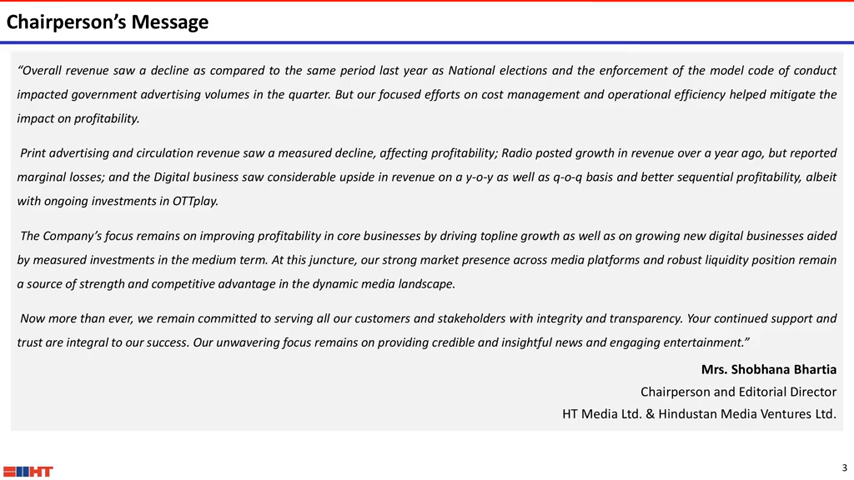 Chairperson’s Message
“Overall revenue saw a decline as compared to the same period last year as National elections and the enforcement of the model code of conduct
impacted government advertising volumes in the quarter. But our focused efforts on cost management and operational efficiency helped mitigate the
impact on profitability.
Print advertising and circulation revenue saw a measured decline, affecting profitability; Radio posted growth in revenue over a year ago, but reported
marginal losses; and the Digital business saw considerable upside in revenue on a y-o-y as well as q-o-q basis and better sequential profitability, albeit
with ongoing investments in OTTplay.
The Company’s focus remains on improving profitability in core businesses by driving topline growth as well as on growing new digital businesses aided
by measured investments in the medium term. At this juncture, our strong market presence across media platforms and robust liquidity position remain
a source of strength and competitive advantage in the dynamic media landscape.
Now more than ever, we remain committed to serving all our customers and stakeholders with integrity and transparency. Your continued support and
trust are integral to our success. Our unwavering focus remains on providing credible and insightful news and engaging entertainment.”
Mrs. Shobhana Bhartia
Chairperson and Editorial Director
HT Media Ltd. & Hindustan Media Ventures Ltd.
HT
3